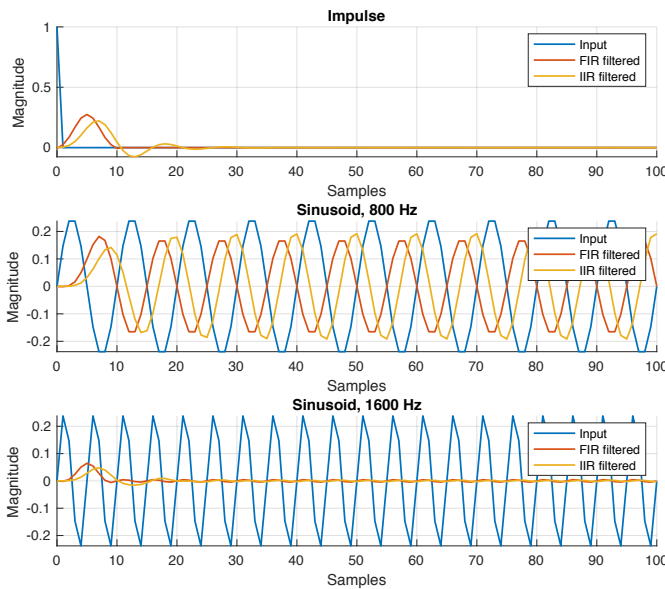 Impulse
1
0.5
0
Magnitude
0 10 20 30 40 50 60 70 80 90 100
Samples
Input
FIR filtered
IIR filtered
Sinusoid, 800 Hz
0.2
0.1
0
-0.1
-0.2
Magnitude
0 10 20 30 40 50 60 70 80 90 100
Samples
Input
FIR filtered
IIR filtered
Sinusoid, 1600 Hz
0.2
0.1
0
-0.1
-0.2
Magnitude
0 10 20 30 40 50 60 70 80 90 100
Samples
Input
FIR filtered
IIR filtered